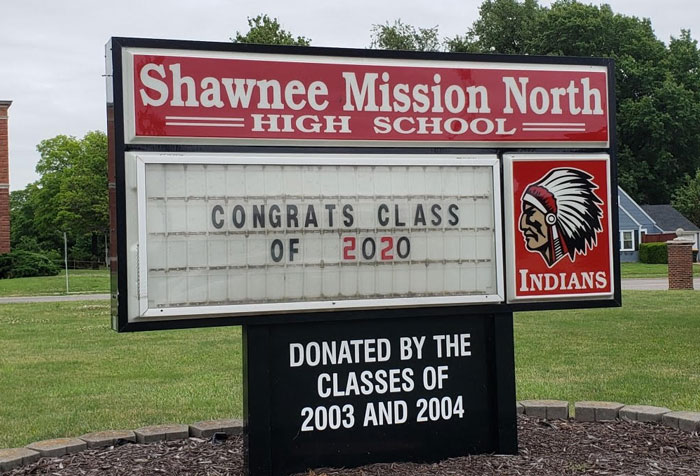 Shawnee Mission North
HIGH SCHOOL
CONGRATS CLASS
OF 2020
INDIANS
DONATED BY THE
CLASSES OF
2003 AND 2004